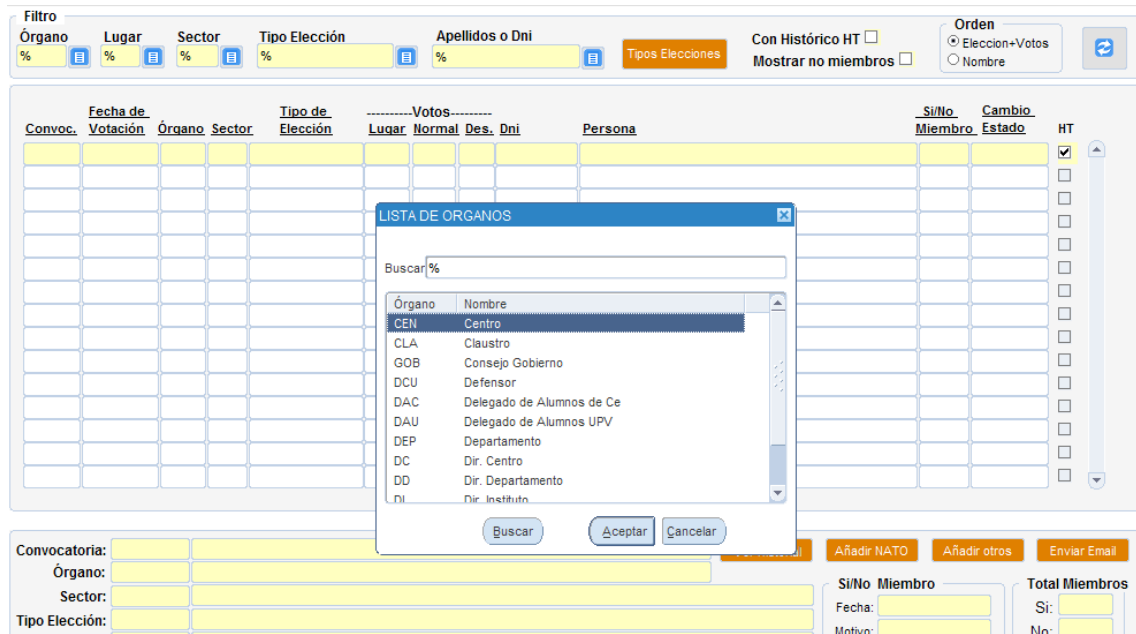 Filtro
Órgano Lugar Sector Tipo Elección Apellidos o Dni
% % % % %
Tipos Elecciones
Con Histórico HT
Mostrar no miembros
Orden
Eleccion+Votos
Nombre
Fecha de Tipo de ----------Votos--------- Si/No Cambio
Convoc. Votación Órgano Sector Elección Lugar Normal Des. Dni Persona Miembro Estado HT
LISTA DE ORGANOS
Buscar %
Órgano Nombre
CEN Centro
CLA Claustro
GOB Consejo Gobierno
DCU Defensor
DAC Delegado de Alumnos de Ce
DAU Delegado de Alumnos UPV
DEP Departamento
DC Dir. Centro
DD Dir. Departamento
DI Dir. Instituto
Buscar Aceptar Cancelar
Convocatoria: Añadir NATO Añadir otros Enviar Email
Órgano:
Sector:
Tipo Elección:
Si/No Miembro
Fecha:
Motivo:
Total Miembros
Si:
No: